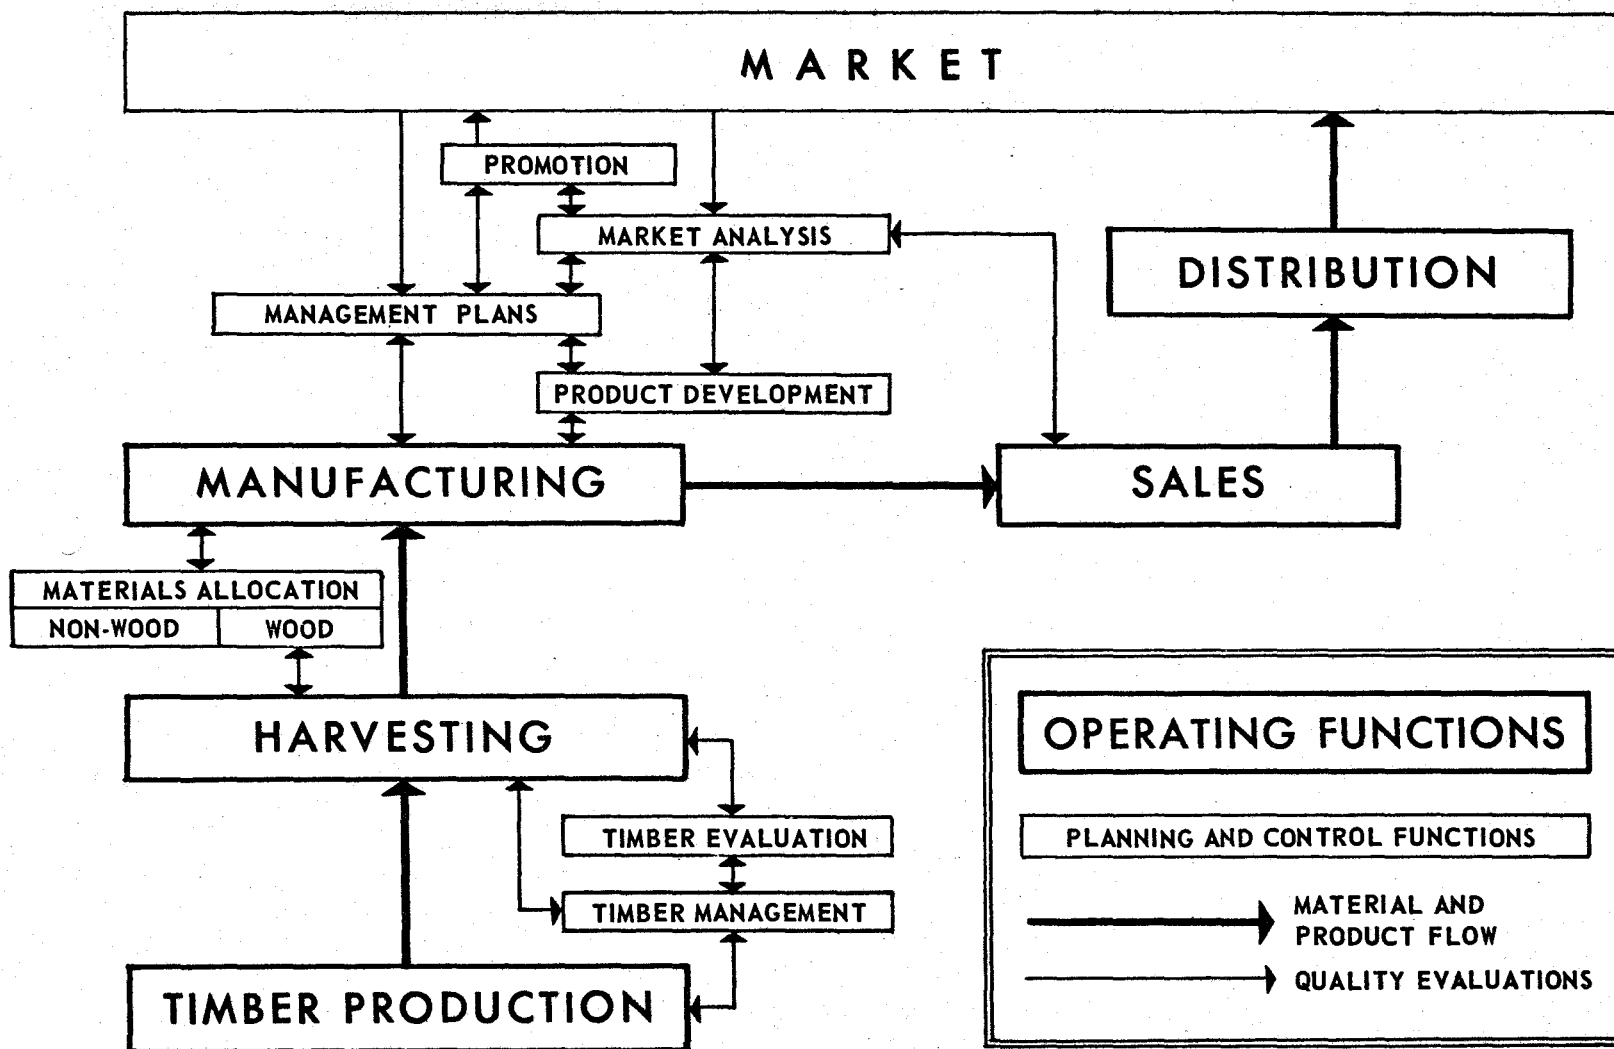 MARKET
PROMOTION
MARKET ANALYSIS
DISTRIBUTION
MANAGEMENT PLANS
PRODUCT DEVELOPMENT
MANUFACTURING
SALES
MATERIALS ALLOCATION
NON-WOOD
WOOD
HARVESTING
TIMBER EVALUATION
TIMBER MANAGEMENT
TIMBER PRODUCTION
OPERATING FUNCTIONS
PLANNING AND CONTROL FUNCTIONS
MATERIAL AND
PRODUCT FLOW
QUALITY EVALUATIONS